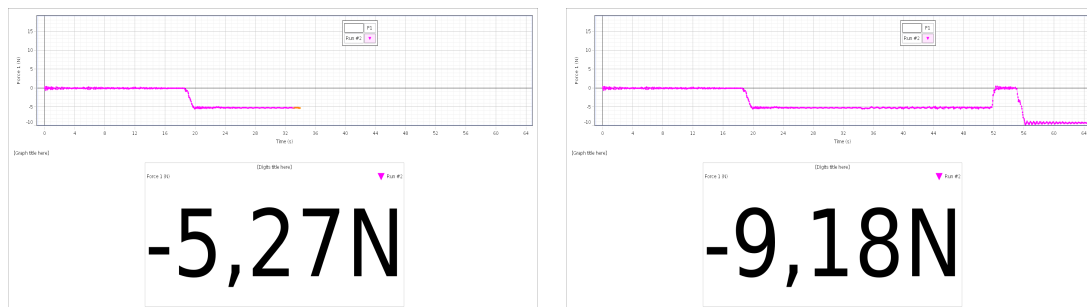 F1
Run #2
15
10
5
0
-5
-10
Force 1 (N)
0 4 8 12 16 20 24 28 32 36 40 44 48 52 56 60 64
Time (s)
[Graph title here]
[Digits title here]
Force 1 (N) Run #2
-5,27N
F1
Run #2
15
10
5
0
-5
-10
Force 1 (N)
0 4 8 12 16 20 24 28 32 36 40 44 48 52 56 60 64
Time (s)
[Graph title here]
[Digits title here]
Force 1 (N) Run #2
-9,18N